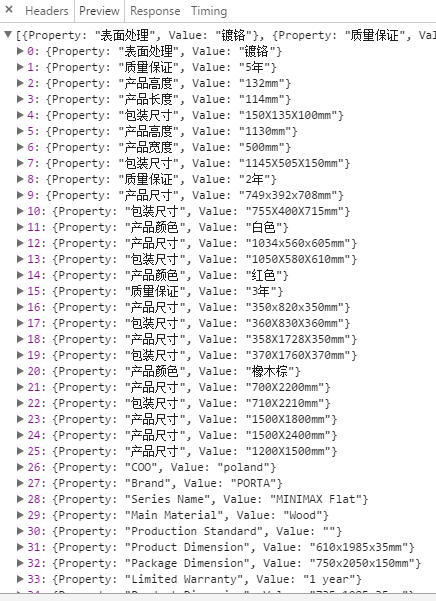 × Headers Preview Response Timing
▼ [{Property: "表面处理", Value: "镀铬"}, {Property: "质量保证", Value: "5年"
▶ 0: {Property: "表面处理", Value: "镀铬"}
▶ 1: {Property: "质量保证", Value: "5年"}
▶ 2: {Property: "产品高度", Value: "132mm"}
▶ 3: {Property: "产品长度", Value: "114mm"}
▶ 4: {Property: "包装尺寸", Value: "150X135X100mm"}
▶ 5: {Property: "产品高度", Value: "1130mm"}
▶ 6: {Property: "产品宽度", Value: "500mm"}
▶ 7: {Property: "包装尺寸", Value: "1145X505X150mm"}
▶ 8: {Property: "质量保证", Value: "2年"}
▶ 9: {Property: "产品尺寸", Value: "749x392x708mm"}
▶ 10: {Property: "包装尺寸", Value: "755X400X715mm"}
▶ 11: {Property: "产品颜色", Value: "白色"}
▶ 12: {Property: "产品尺寸", Value: "1034x560x605mm"}
▶ 13: {Property: "包装尺寸", Value: "1050X580X610mm"}
▶ 14: {Property: "产品颜色", Value: "红色"}
▶ 15: {Property: "质量保证", Value: "3年"}
▶ 16: {Property: "产品尺寸", Value: "350x820x350mm"}
▶ 17: {Property: "包装尺寸", Value: "360X830X360mm"}
▶ 18: {Property: "产品尺寸", Value: "358X1728X350mm"}
▶ 19: {Property: "包装尺寸", Value: "370X1760X370mm"}
▶ 20: {Property: "产品颜色", Value: "橡木棕"}
▶ 21: {Property: "产品尺寸", Value: "700X2200mm"}
▶ 22: {Property: "包装尺寸", Value: "710X2210mm"}
▶ 23: {Property: "产品尺寸", Value: "1500X1800mm"}
▶ 24: {Property: "产品尺寸", Value: "1500X2400mm"}
▶ 25: {Property: "产品尺寸", Value: "1200X1500mm"}
▶ 26: {Property: "COO", Value: "poland"}
▶ 27: {Property: "Brand", Value: "PORTA"}
▶ 28: {Property: "Series Name", Value: "MINIMAX Flat"}
▶ 29: {Property: "Main Material", Value: "Wood"}
▶ 30: {Property: "Production Standard", Value: ""}
▶ 31: {Property: "Product Dimension", Value: "610x1985x35mm"}
▶ 32: {Property: "Package Dimension", Value: "750x2050x150mm"}
▶ 33: {Property: "Limited Warranty", Value: "1 year"}